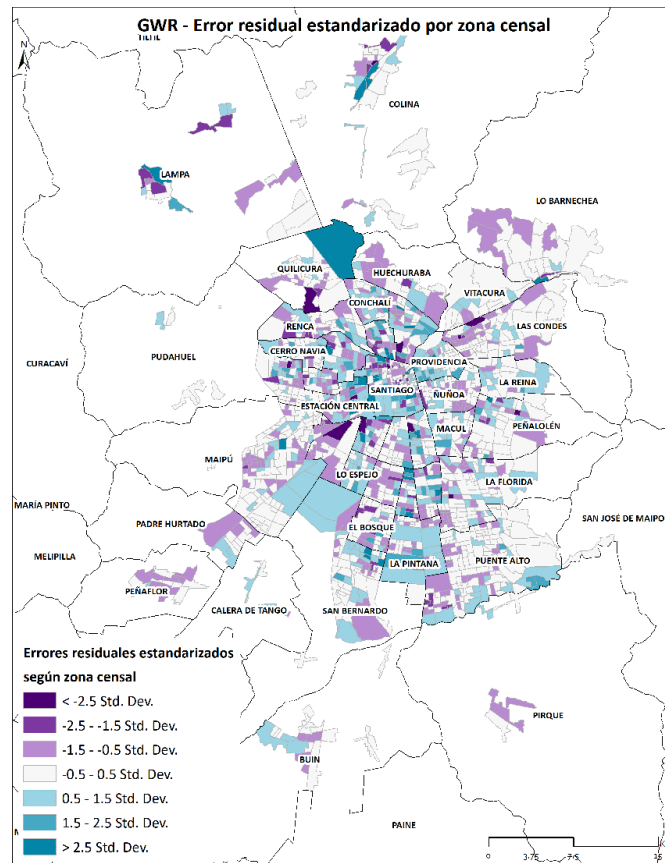 GWR - Error residual estandarizado por zona censal
N
COLINA
LAMPA
LO BARNECHEA
QUILICURA
HUECHURABA
VITACURA
CONCHALÍ
LAS CONDES
RENCA
PUDAHUEL
CERRO NAVIA
PROVIDENCIA
CURACAVÍ
LA REINA
SANTIAGO
ÑUÑOA
ESTACIÓN CENTRAL
PEÑALOLÉN
MACUL
MAIPÚ
LO ESPEJO
LA FLORIDA
MARÍA PINTO
SAN JOSÉ DE MAIPO
PADRE HURTADO
EL BOSQUE
MELIPILLA
LA PINTANA
PUENTE ALTO
PEÑAFLOR
CALERA DE TANGO
SAN BERNARDO
Errores residuales estandarizados
según zona censal
< -2.5 Std. Dev.
-2.5 - -1.5 Std. Dev.
-1.5 - -0.5 Std. Dev.
-0.5 - 0.5 Std. Dev.
0.5 - 1.5 Std. Dev.
1.5 - 2.5 Std. Dev.
> 2.5 Std. Dev.
PIRQUE
BUIN
PAINE
0 3.75 7.5 15